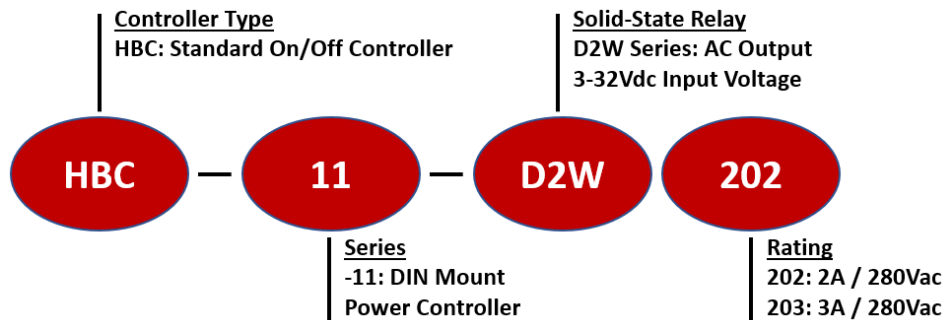 Controller Type
HBC: Standard On/Off Controller
Solid-State Relay
D2W Series: AC Output
3-32Vdc Input Voltage
HBC — 11 — D2W 202
Series
-11: DIN Mount
Power Controller
Rating
202: 2A / 280Vac
203: 3A / 280Vac